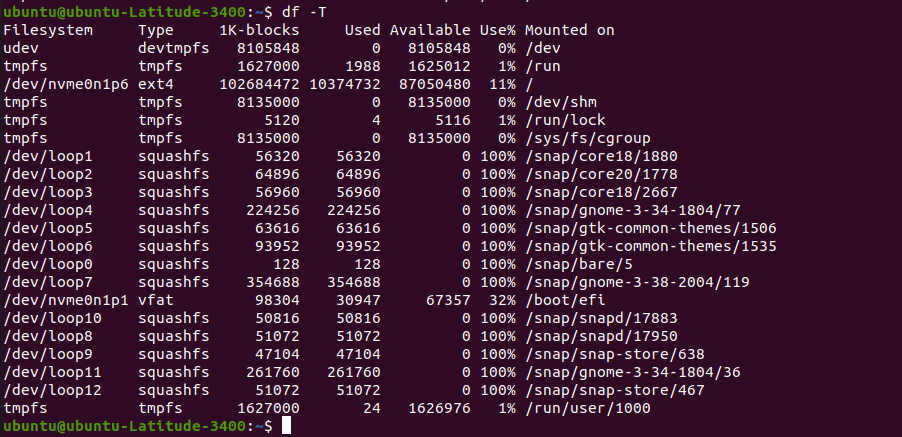 ubuntu@ubuntu-Latitude-3400:~$ df -T
Filesystem     Type     1K-blocks     Used Available Use% Mounted on
udev           devtmpfs   8105848        0   8105848   0% /dev
tmpfs          tmpfs      1627000     1988   1625012   1% /run
/dev/nvme0n1p6 ext4     102684472 10374732  87050480  11% /
tmpfs          tmpfs      8135000        0   8135000   0% /dev/shm
tmpfs          tmpfs         5120        4      5116   1% /run/lock
tmpfs          tmpfs      8135000        0   8135000   0% /sys/fs/cgroup
/dev/loop1     squashfs     56320    56320         0 100% /snap/core18/1880
/dev/loop2     squashfs     64896    64896         0 100% /snap/core20/1778
/dev/loop3     squashfs     56960    56960         0 100% /snap/core18/2667
/dev/loop4     squashfs    224256   224256         0 100% /snap/gnome-3-34-1804/77
/dev/loop5     squashfs     63616    63616         0 100% /snap/gtk-common-themes/1506
/dev/loop6     squashfs     93952    93952         0 100% /snap/gtk-common-themes/1535
/dev/loop0     squashfs       128      128         0 100% /snap/bare/5
/dev/loop7     squashfs    354688   354688         0 100% /snap/gnome-3-38-2004/119
/dev/nvme0n1p1 vfat         98304    30947     67357  32% /boot/efi
/dev/loop10    squashfs     50816    50816         0 100% /snap/snapd/17883
/dev/loop8     squashfs     51072    51072         0 100% /snap/snapd/17950
/dev/loop9     squashfs     47104    47104         0 100% /snap/snap-store/638
/dev/loop11    squashfs    261760   261760         0 100% /snap/gnome-3-34-1804/36
/dev/loop12    squashfs     51072    51072         0 100% /snap/snap-store/467
tmpfs          tmpfs      1627000       24   1626976   1% /run/user/1000
ubuntu@ubuntu-Latitude-3400:~$